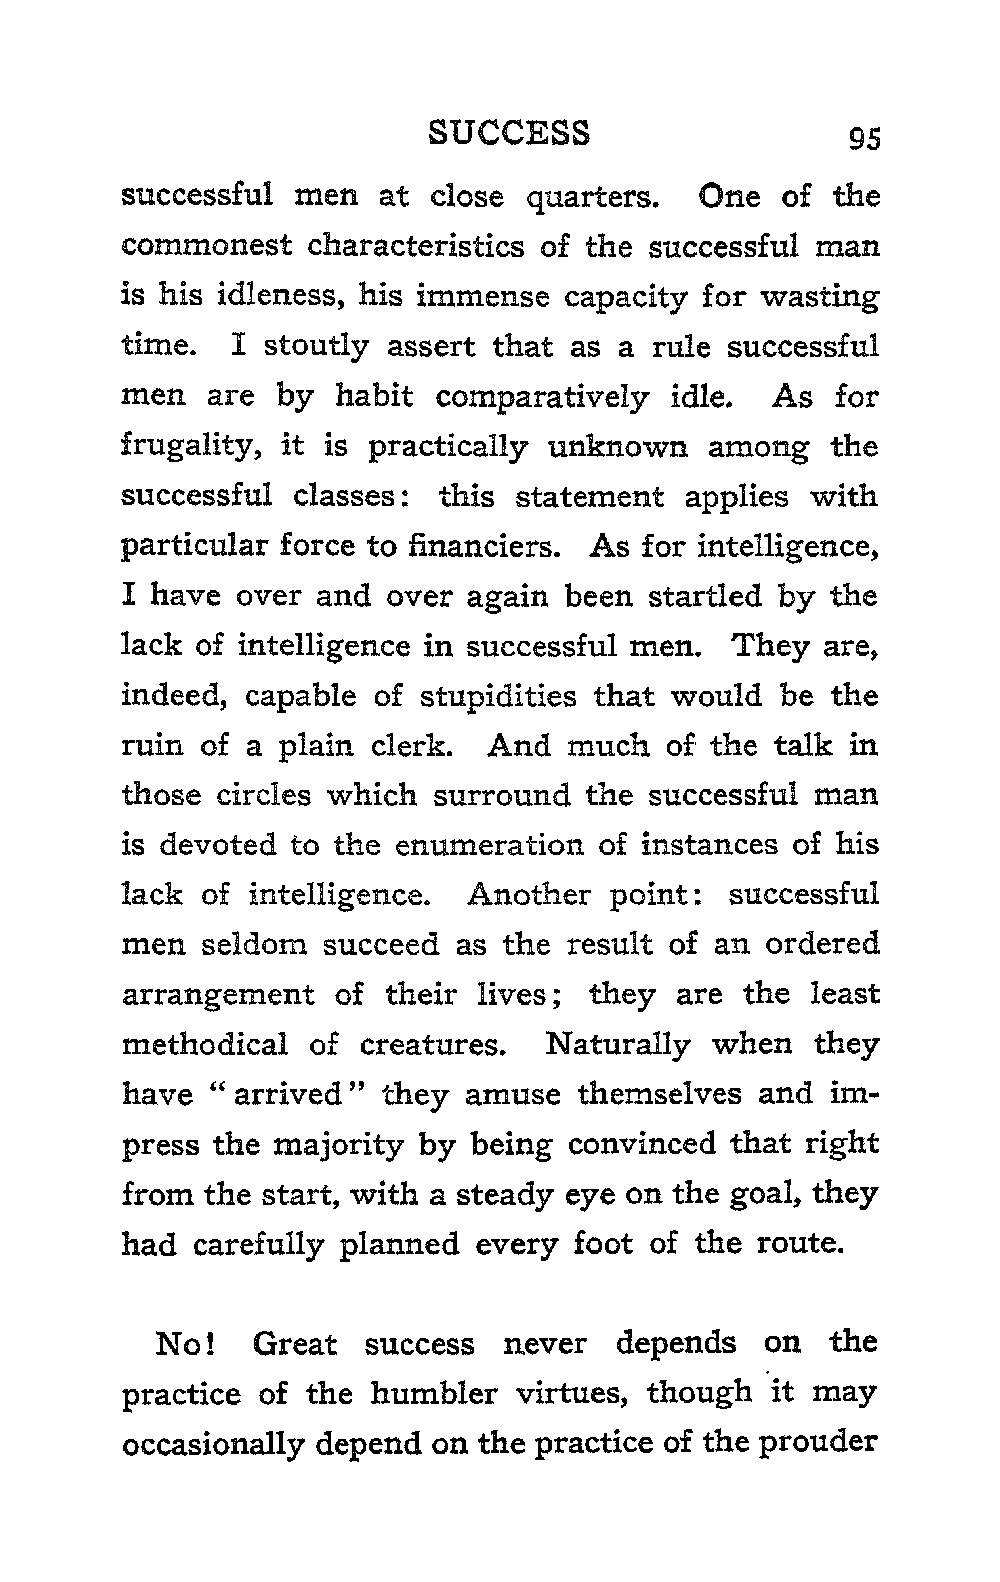 SUCCESS 95
successful men at close quarters. One of the
commonest characteristics of the successful man
is his idleness, his immense capacity for wasting
time. I stoutly assert that as a rule successful
men are by habit comparatively idle. As for
frugality, it is practically unknown among the
successful classes: this statement applies with
particular force to financiers. As for intelligence,
I have over and over again been startled by the
lack of intelligence in successful men. They are,
indeed, capable of stupidities that would be the
ruin of a plain clerk. And much of the talk in
those circles which surround the successful man
is devoted to the enumeration of instances of his
lack of intelligence. Another point: successful
men seldom succeed as the result of an ordered
arrangement of their lives; they are the least
methodical of creatures. Naturally when they
have “arrived” they amuse themselves and im-
press the majority by being convinced that right
from the start, with a steady eye on the goal, they
had carefully planned every foot of the route.
No! Great success never depends on the
practice of the humbler virtues, though it may
occasionally depend on the practice of the prouder